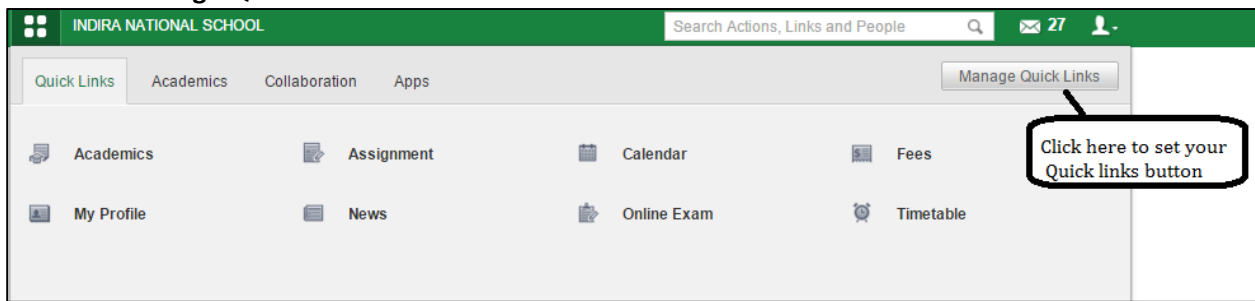 INDIRA NATIONAL SCHOOL Search Actions, Links and People 27
Quick Links Academics Collaboration Apps Manage Quick Links
Academics Assignment Calendar Fees
Click here to set your
Quick links button
My Profile News Online Exam Timetable